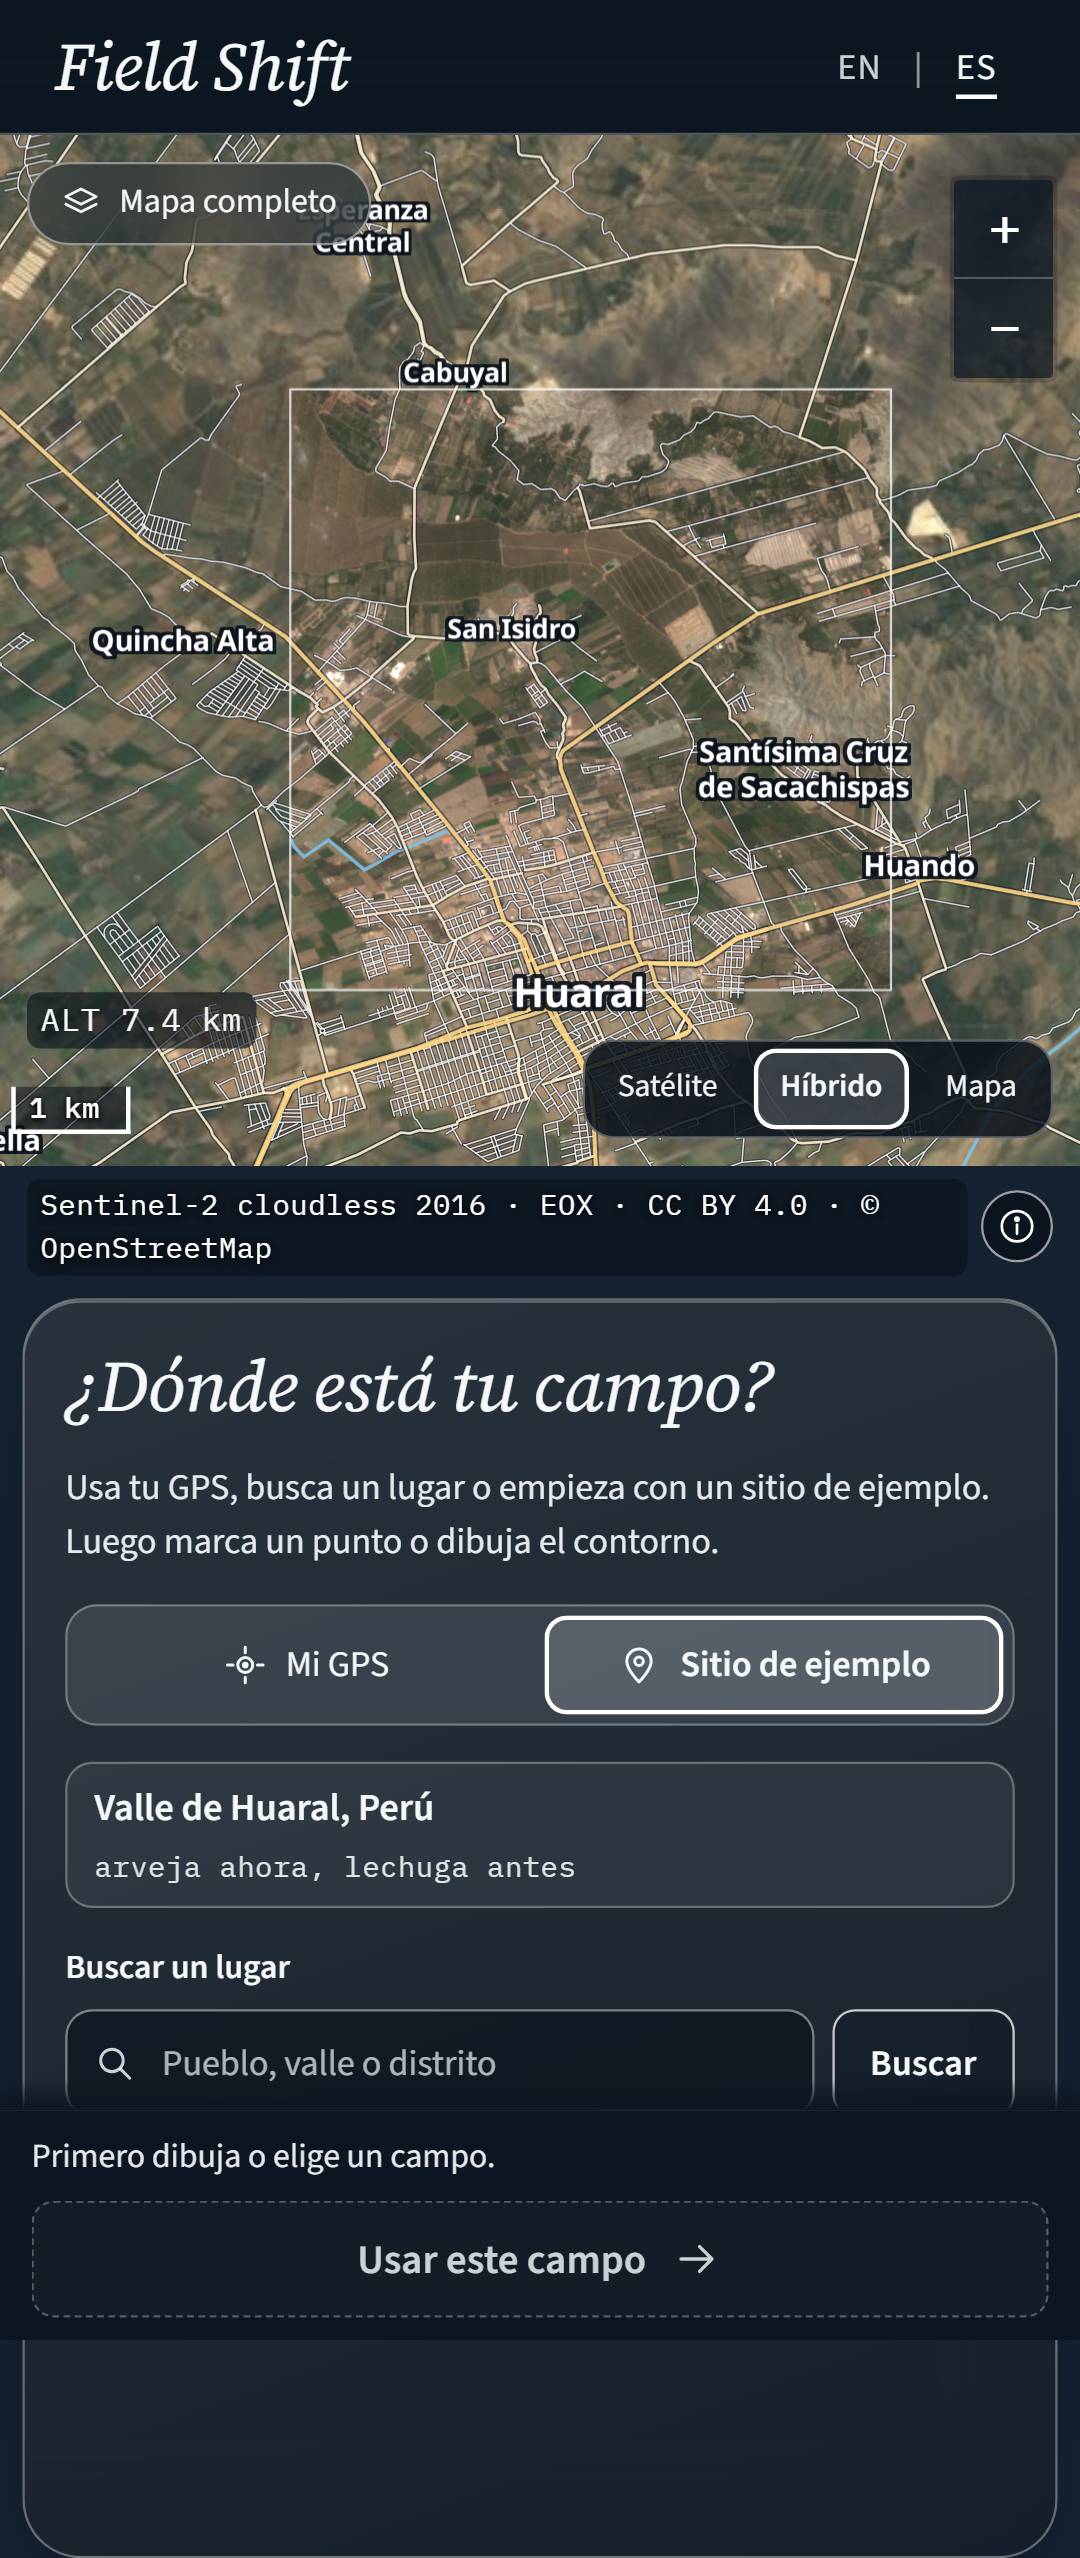 Field Shift
EN | ES
Mapa completo
Esperanza
Central
+
−
Cabuyal
Quincha Alta
San Isidro
Santísima Cruz
de Sacachispas
Huando
Huaral
ALT 7.4 km
1 km
ella
Satélite
Híbrido
Mapa
Sentinel-2 cloudless 2016 · EOX · CC BY 4.0 · ©
OpenStreetMap
¿Dónde está tu campo?
Usa tu GPS, busca un lugar o empieza con un sitio de ejemplo.
Luego marca un punto o dibuja el contorno.
Mi GPS
Sitio de ejemplo
Valle de Huaral, Perú
arveja ahora, lechuga antes
Buscar un lugar
Pueblo, valle o distrito
Buscar
Primero dibuja o elige un campo.
Usar este campo →